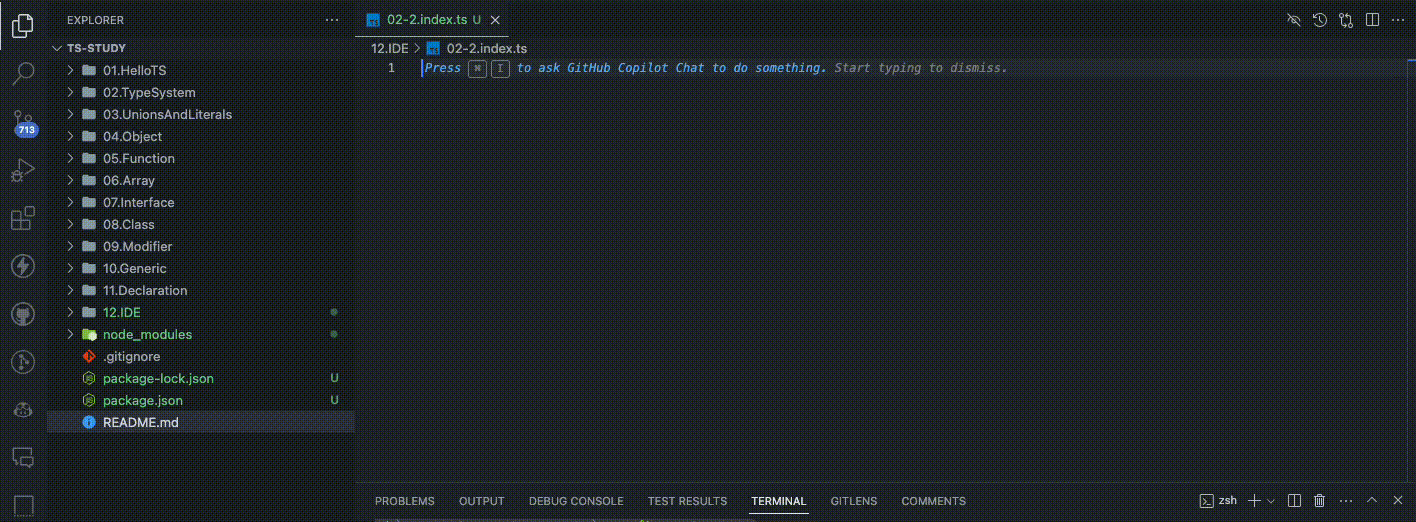 EXPLORER
TS-STUDY
01.HelloTS
02.TypeSystem
03.UnionsAndLiterals
04.Object
05.Function
06.Array
07.Interface
08.Class
09.Modifier
10.Generic
11.Declaration
12.IDE
node_modules
.gitignore
package-lock.json U
package.json U
README.md
713
TS 02-2.index.ts U
12.IDE > TS 02-2.index.ts
1 Press ⌘ I to ask GitHub Copilot Chat to do something. Start typing to dismiss.
PROBLEMS OUTPUT DEBUG CONSOLE TEST RESULTS TERMINAL GITLENS COMMENTS zsh